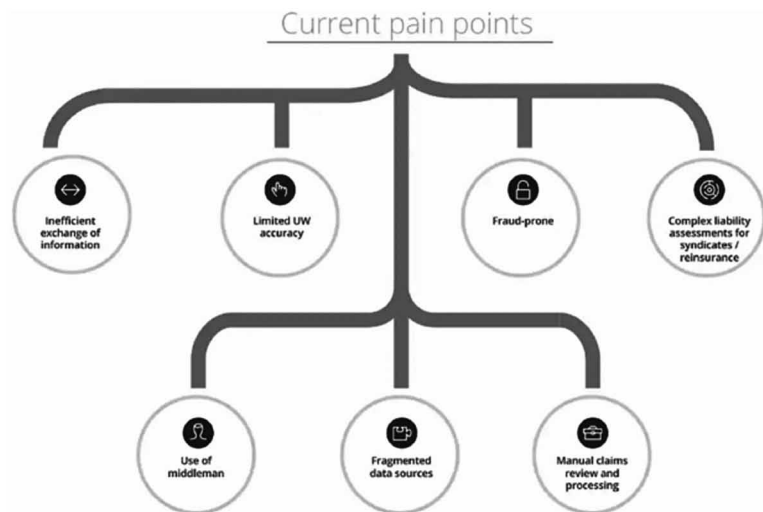 Current pain points
Inefficient
exchange of
information
Limited UW
accuracy
Fraud-prone
Complex liability
assessments for
syndicates /
reinsurance
Use of
middleman
Fragmented
data sources
Manual claims
review and
processing